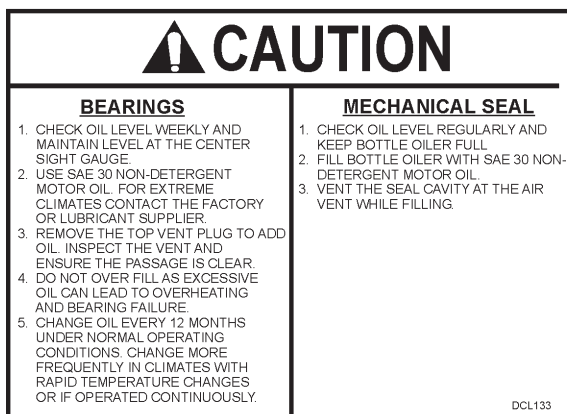 CAUTION
BEARINGS
1. CHECK OIL LEVEL WEEKLY AND
MAINTAIN LEVEL AT THE CENTER
SIGHT GAUGE.
2. USE SAE 30 NON-DETERGENT
MOTOR OIL. FOR EXTREME
CLIMATES CONTACT THE FACTORY
OR LUBRICANT SUPPLIER.
3. REMOVE THE TOP VENT PLUG TO ADD
OIL. INSPECT THE VENT AND
ENSURE THE PASSAGE IS CLEAR.
4. DO NOT OVER FILL AS EXCESSIVE
OIL CAN LEAD TO OVERHEATING
AND BEARING FAILURE.
5. CHANGE OIL EVERY 12 MONTHS
UNDER NORMAL OPERATING
CONDITIONS. CHANGE MORE
FREQUENTLY IN CLIMATES WITH
RAPID TEMPERATURE CHANGES
OR IF OPERATED CONTINUOUSLY.
MECHANICAL SEAL
1. CHECK OIL LEVEL REGULARLY AND
KEEP BOTTLE OILER FULL
2. FILL BOTTLE OILER WITH SAE 30 NON-
DETERGENT MOTOR OIL.
3. VENT THE SEAL CAVITY AT THE AIR
VENT WHILE FILLING.
DCL133